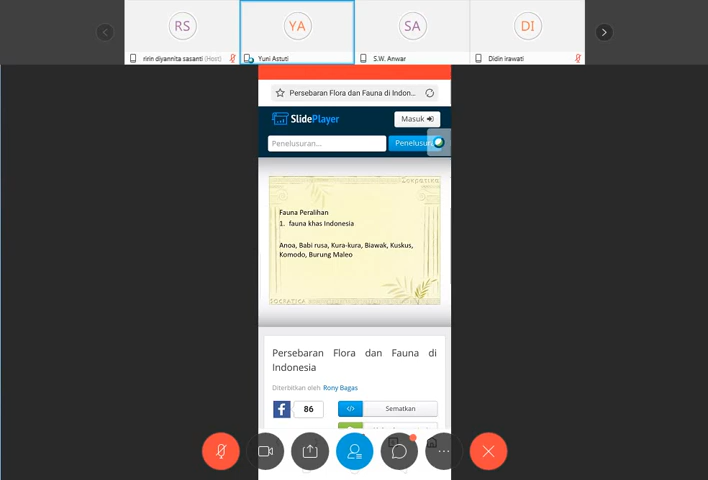 RS
YA
SA
DI
ririn diyannita sasanti (Host)
Yuni Astuti
S.W. Anwar
Didin irawati
Persebaran Flora dan Fauna di Indon...
SlidePlayer
Masuk
Penelusuran...
Penelusur
Fauna Peralihan
1. fauna khas Indonesia
Anoa, Babi rusa, Kura-kura, Biawak, Kuskus,
Komodo, Burung Maleo
SOCRATICA
Persebaran Flora dan Fauna di
Indonesia
Diterbitkan oleh Rony Bagas
86
Sematkan